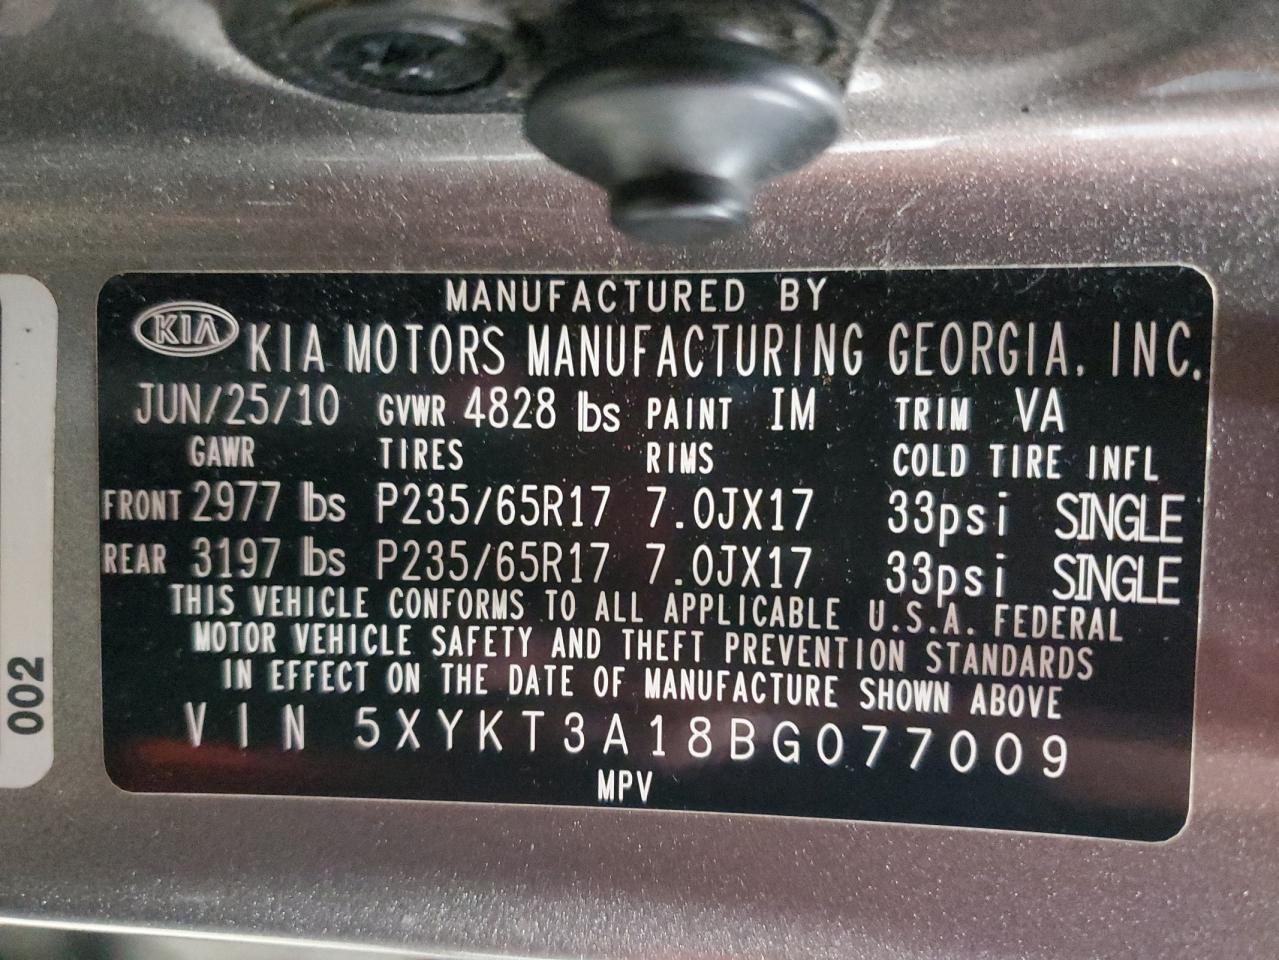 MANUFACTURED BY
KIA KIA MOTORS MANUFACTURING GEORGIA, INC.
JUN/25/10 GVWR 4828 lbs PAINT IM TRIM VA
GAWR TIRES RIMS COLD TIRE INFL
FRONT 2977 lbs P235/65R17 7.0JX17 33psi SINGLE
REAR 3197 lbs P235/65R17 7.0JX17 33psi SINGLE
THIS VEHICLE CONFORMS TO ALL APPLICABLE U.S.A. FEDERAL
MOTOR VEHICLE SAFETY AND THEFT PREVENTION STANDARDS
IN EFFECT ON THE DATE OF MANUFACTURE SHOWN ABOVE
VIN 5XYKT3A18BG077009
MPV
002